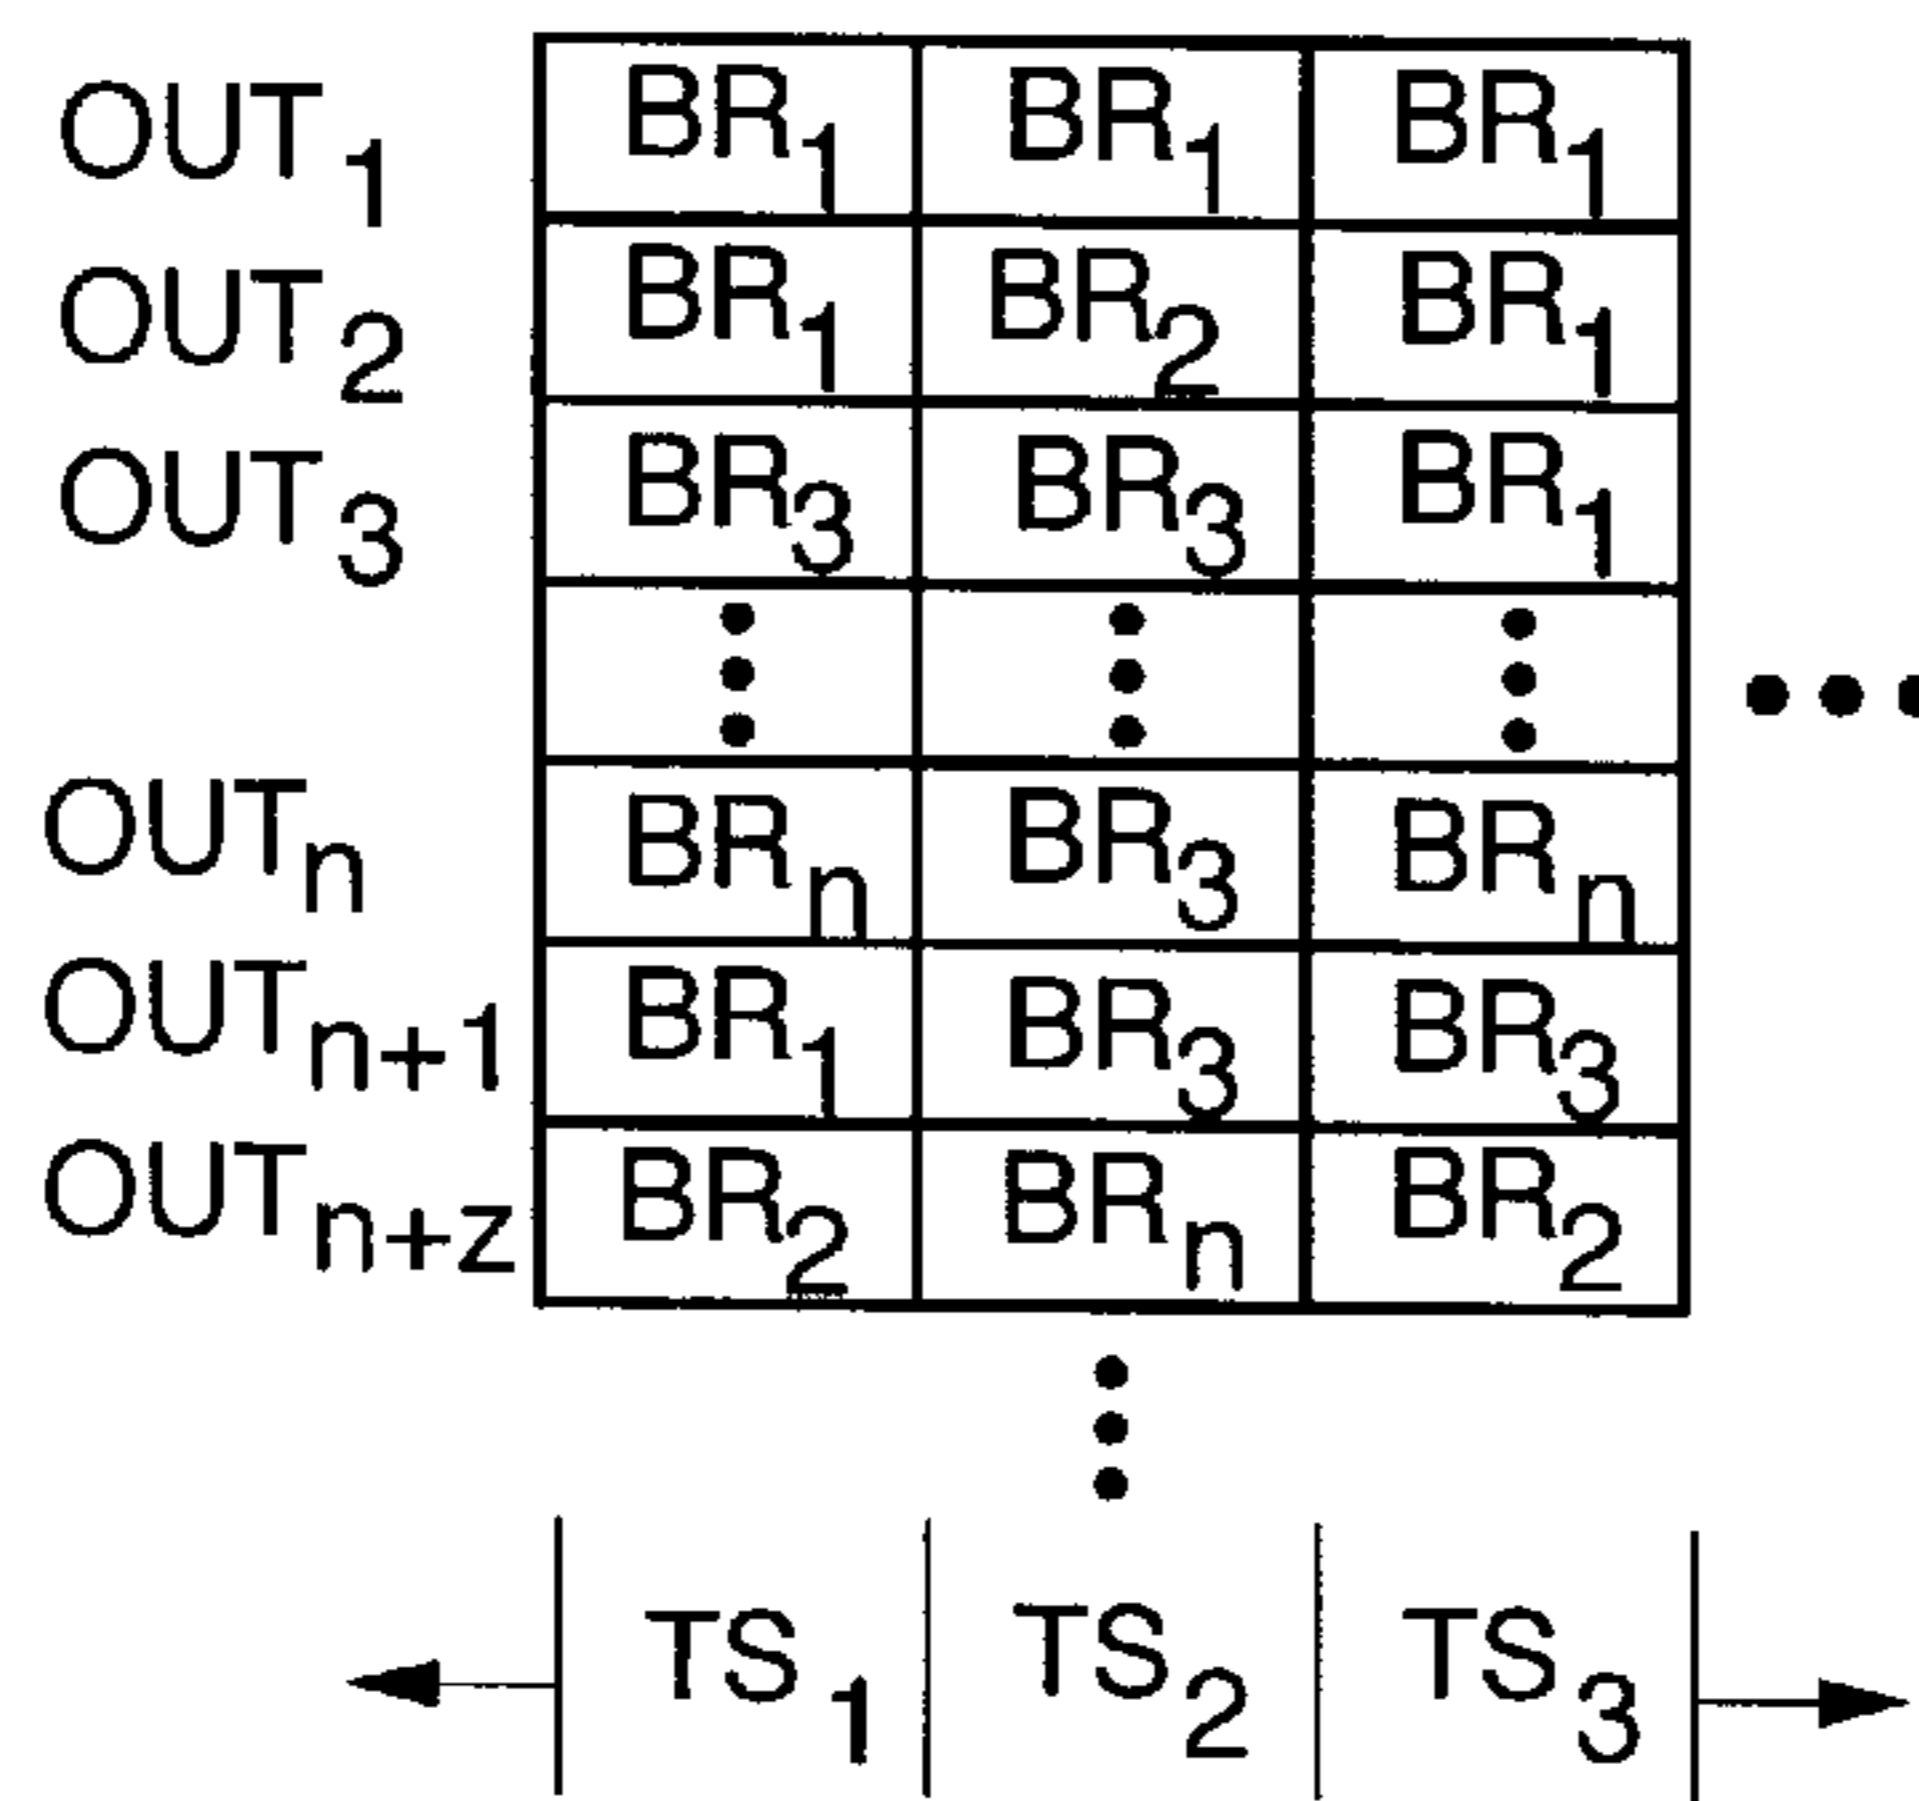 OUT₁ BR₁ BR₁ BR₁
OUT₂ BR₁ BR₂ BR₁
OUT₃ BR₃ BR₃ BR₁
OUTₙ BRₙ BR₃ BRₙ
OUTₙ₊₁ BR₁ BR₃ BR₃
OUTn+z BR₂ BRₙ BR₂
TS₁ TS₂ TS₃